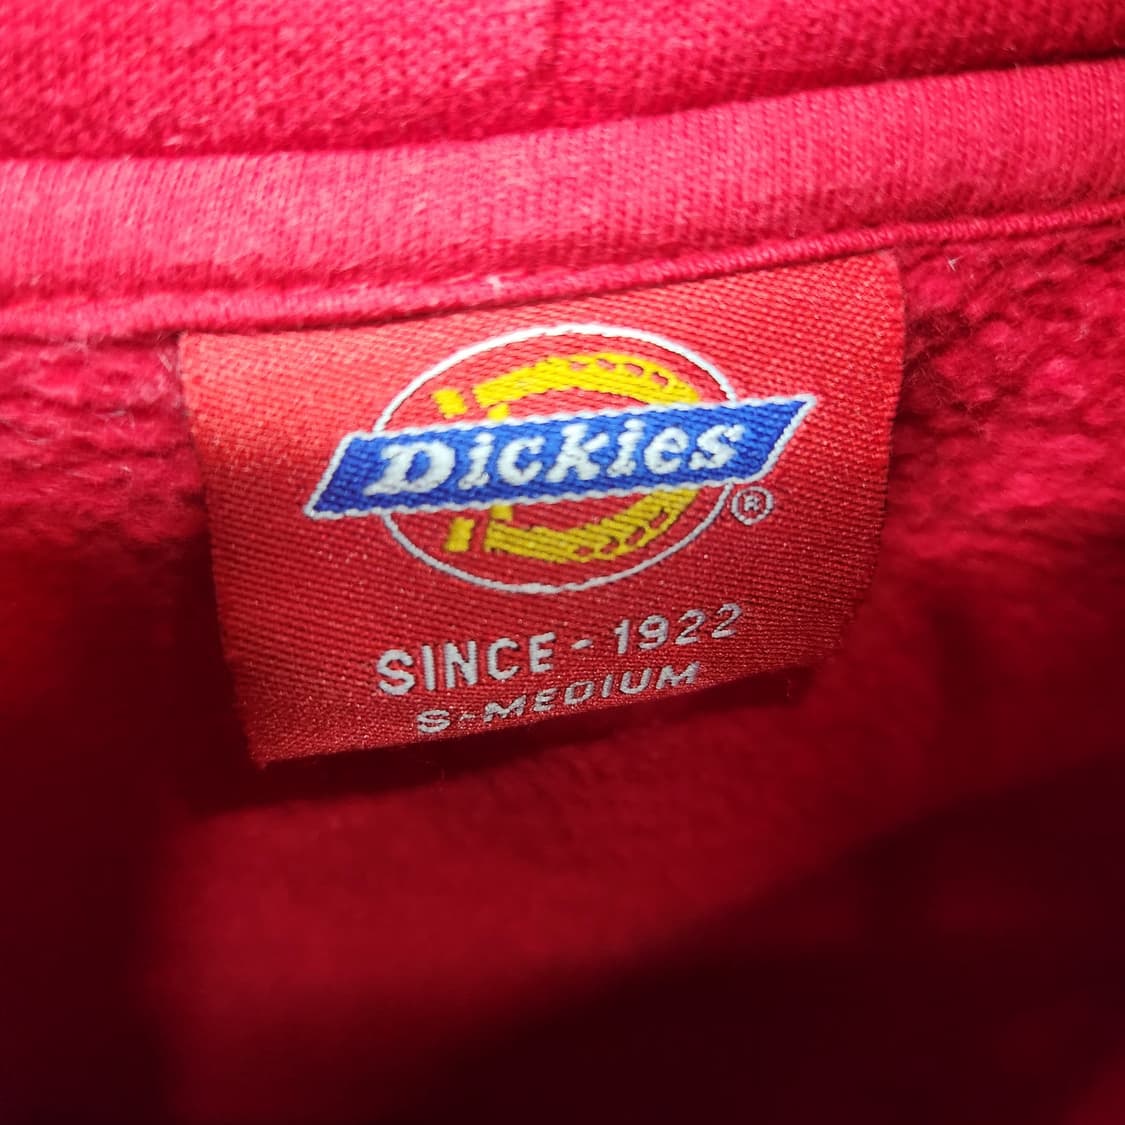 Dickies
®
SINCE - 1922
S-MEDIUM